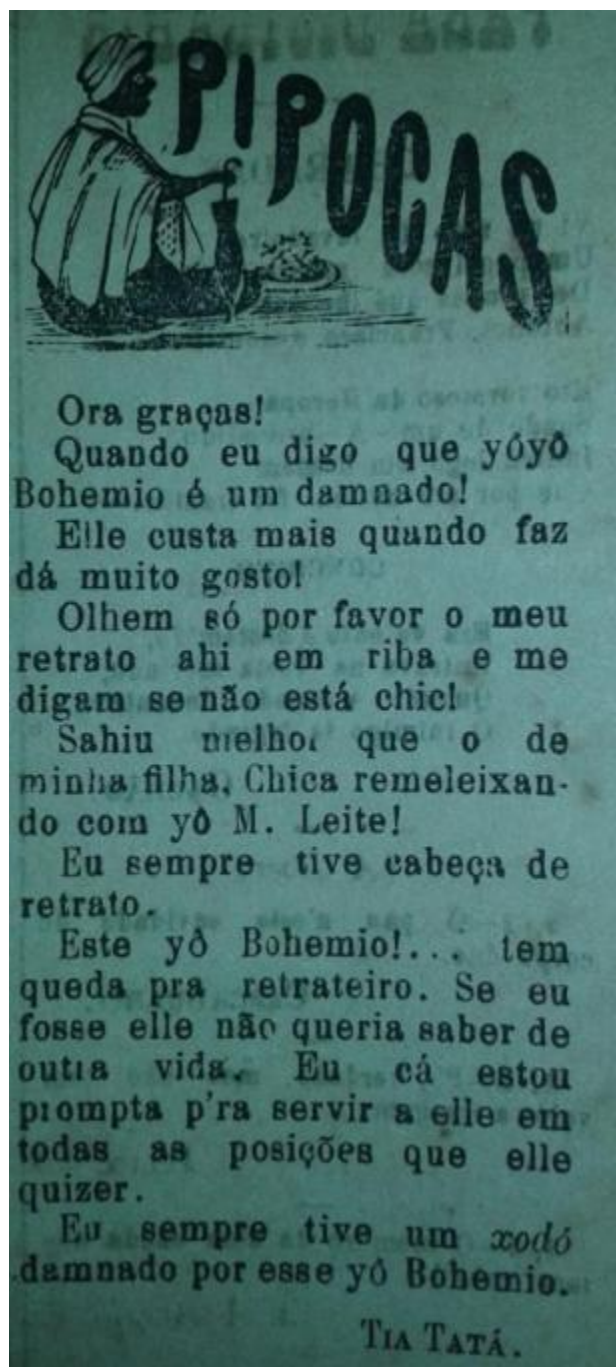 PIPOCAS
Ora graças!
Quando eu digo que yóyô
Bohemio é um damnado!
Elle custa mais quando faz
dá muito gosto!
Olhem só por favor o meu
retrato ahi em riba e me
digam se não está chic!
Sahiu melhor que o de
minha filha, Chica remeleixan-
do com yô M. Leite!
Eu sempre tive cabeça de
retrato.
Este yô Bohemio!... tem
queda pra retrateiro. Se eu
fosse elle não queria saber de
outra vida. Eu cá estou
prompta p'ra servir a elle em
todas as posições que elle
quizer.
Eu sempre tive um xodó
damnado por esse yô Bohemio.
TIA TATÁ.